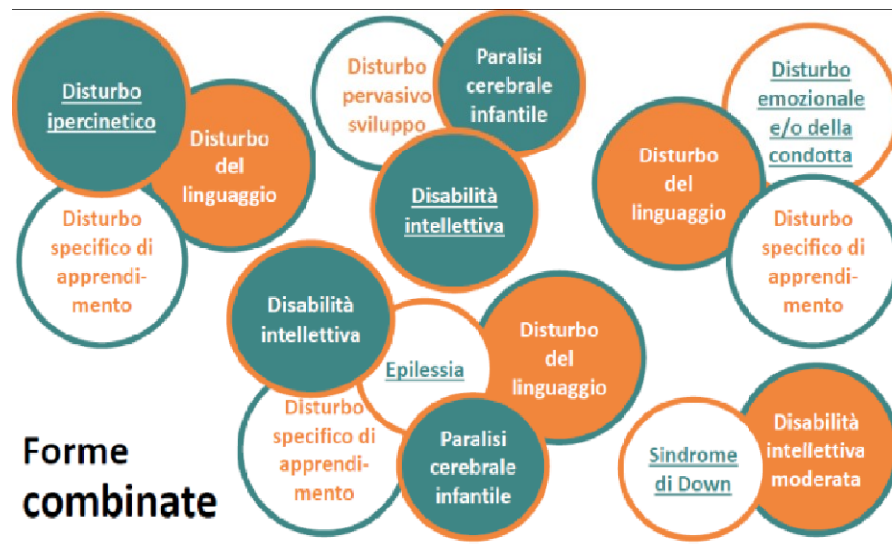 Disturbo
ipercinetico
Disturbo
del
linguaggio
Disturbo
specifico di
apprendi-
mento
Disturbo
pervasivo
sviluppo
Paralisi
cerebrale
infantile
Disabilità
intellettiva
Disturbo
emozionale
e/o della
condotta
Disturbo
del
linguaggio
Disturbo
specifico di
apprendi-
mento
Disabilità
intellettiva
Epilessia
Disturbo
del
linguaggio
Disturbo
specifico di
apprendi-
mento
Paralisi
cerebrale
infantile
Sindrome
di Down
Disabilità
intellettiva
moderata
Forme
combinate